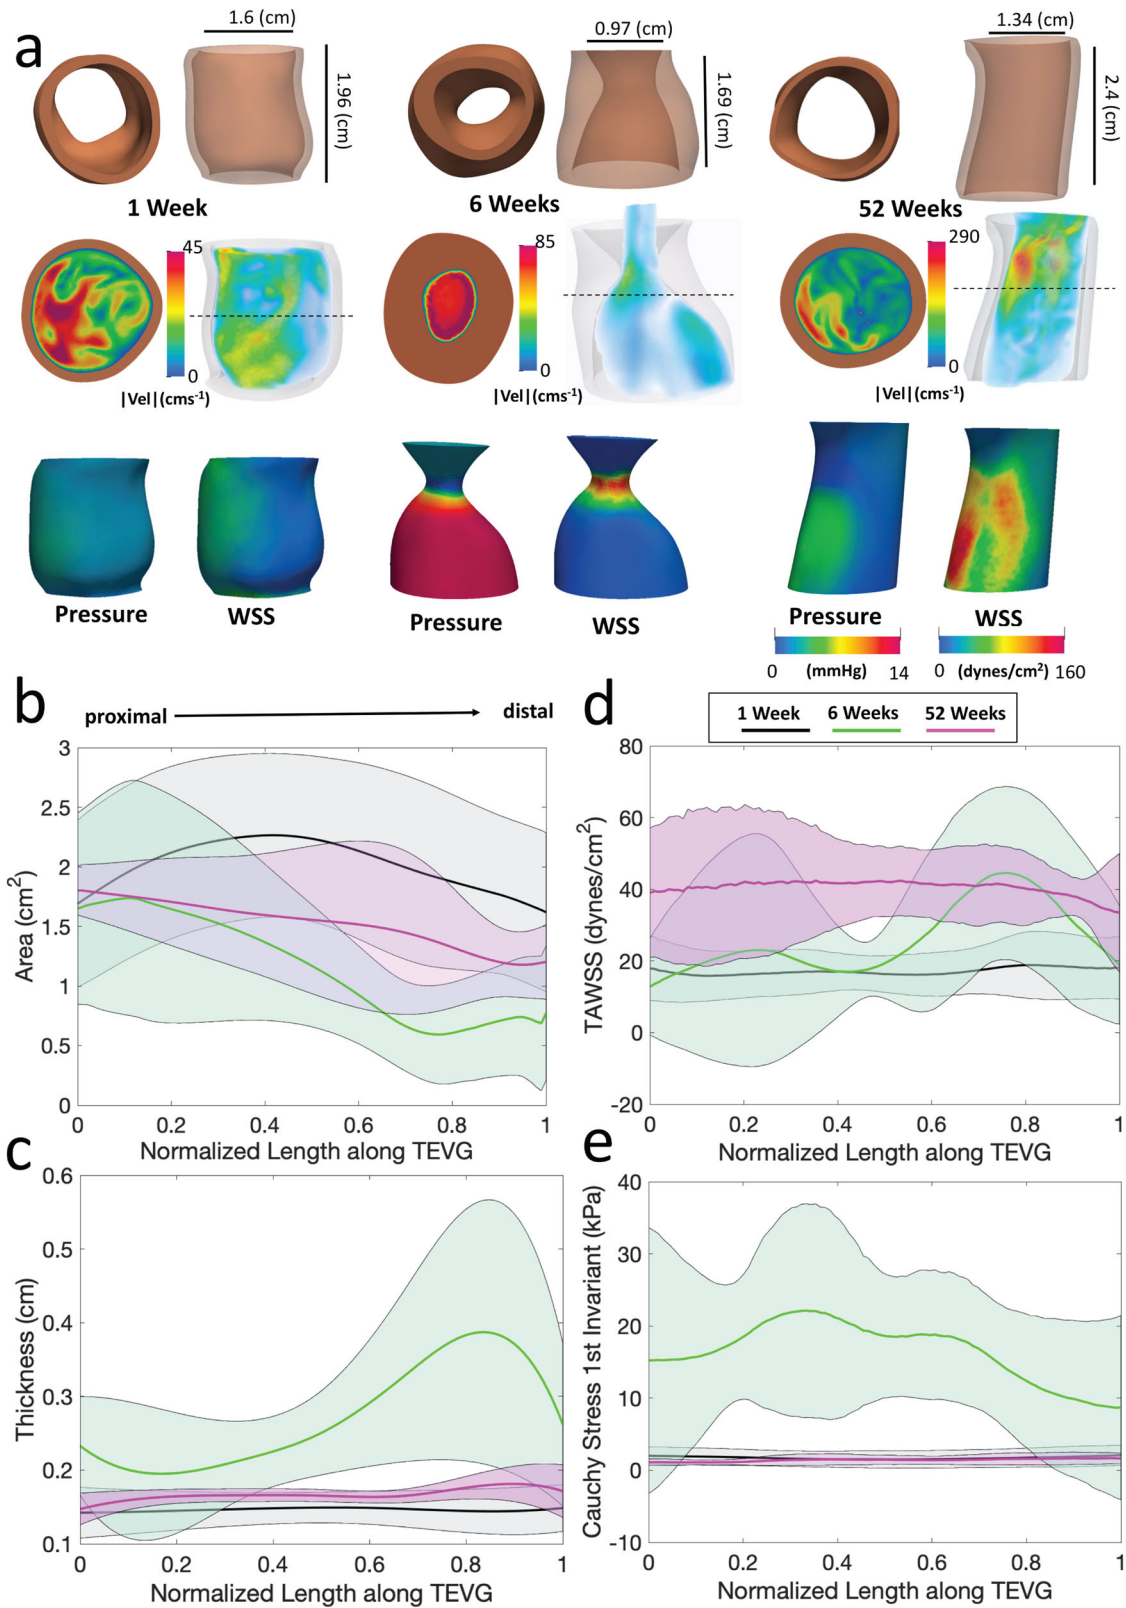 a
1.6 (cm)
1.96 (cm)
0.97 (cm)
1.69 (cm)
1.34 (cm)
2.4 (cm)
1 Week
6 Weeks
52 Weeks
45
0
|Vel|(cms-1)
85
0
|Vel|(cms-1)
290
0
|Vel|(cms-1)
Pressure
WSS
Pressure
WSS
Pressure
WSS
0 (mmHg) 14
0 (dynes/cm2) 160
b
proximal
distal
3
2.5
2
1.5
1
0.5
0
Area (cm2)
0 0.2 0.4 0.6 0.8 1
Normalized Length along TEVG
d
1 Week 6 Weeks 52 Weeks
80
60
40
20
0
-20
TAWSS (dynes/cm2)
0 0.2 0.4 0.6 0.8 1
Normalized Length along TEVG
c
0.6
0.5
0.4
0.3
0.2
0.1
Thickness (cm)
0 0.2 0.4 0.6 0.8 1
Normalized Length along TEVG
e
40
30
20
10
0
-10
Cauchy Stress 1st Invariant (kPa)
0 0.2 0.4 0.6 0.8 1
Normalized Length along TEVG